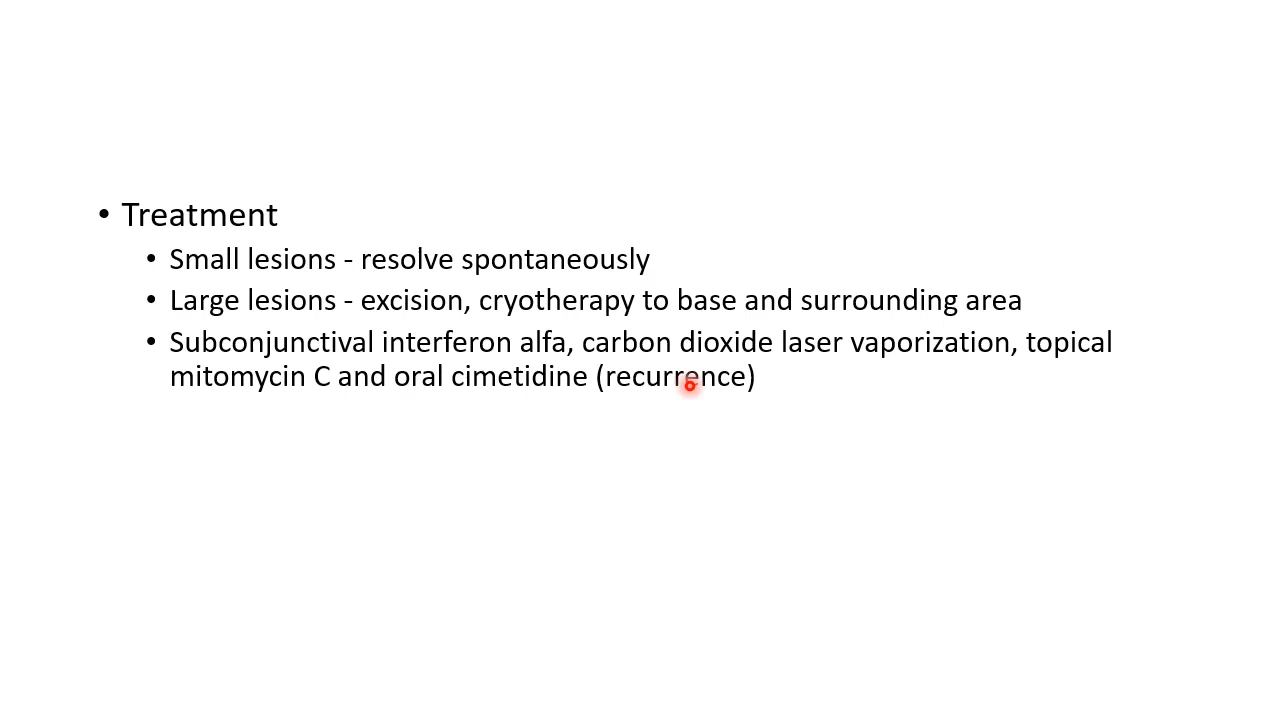 • Treatment
• Small lesions - resolve spontaneously
• Large lesions - excision, cryotherapy to base and surrounding area
• Subconjunctival interferon alfa, carbon dioxide laser vaporization, topical
mitomycin C and oral cimetidine (recurrence)